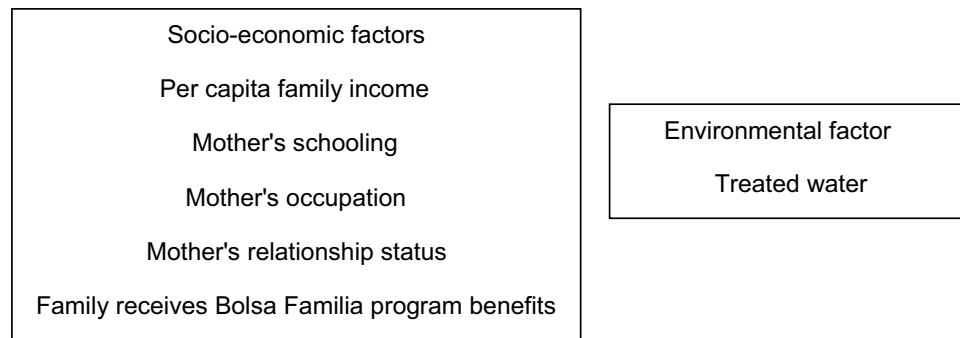 Socio-economic factors
Per capita family income
Mother's schooling
Mother's occupation
Mother's relationship status
Family receives Bolsa Familia program benefits
Environmental factor
Treated water